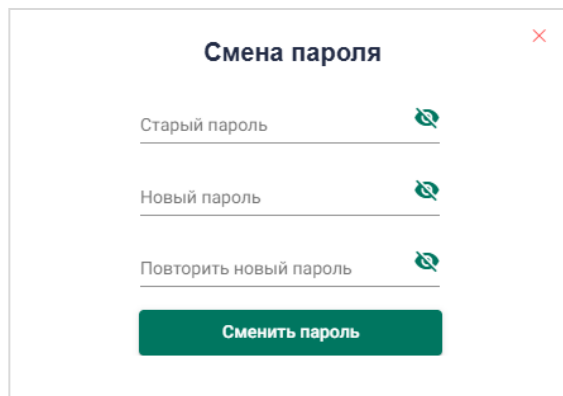 Смена пароля
Старый пароль
Новый пароль
Повторить новый пароль
Сменить пароль